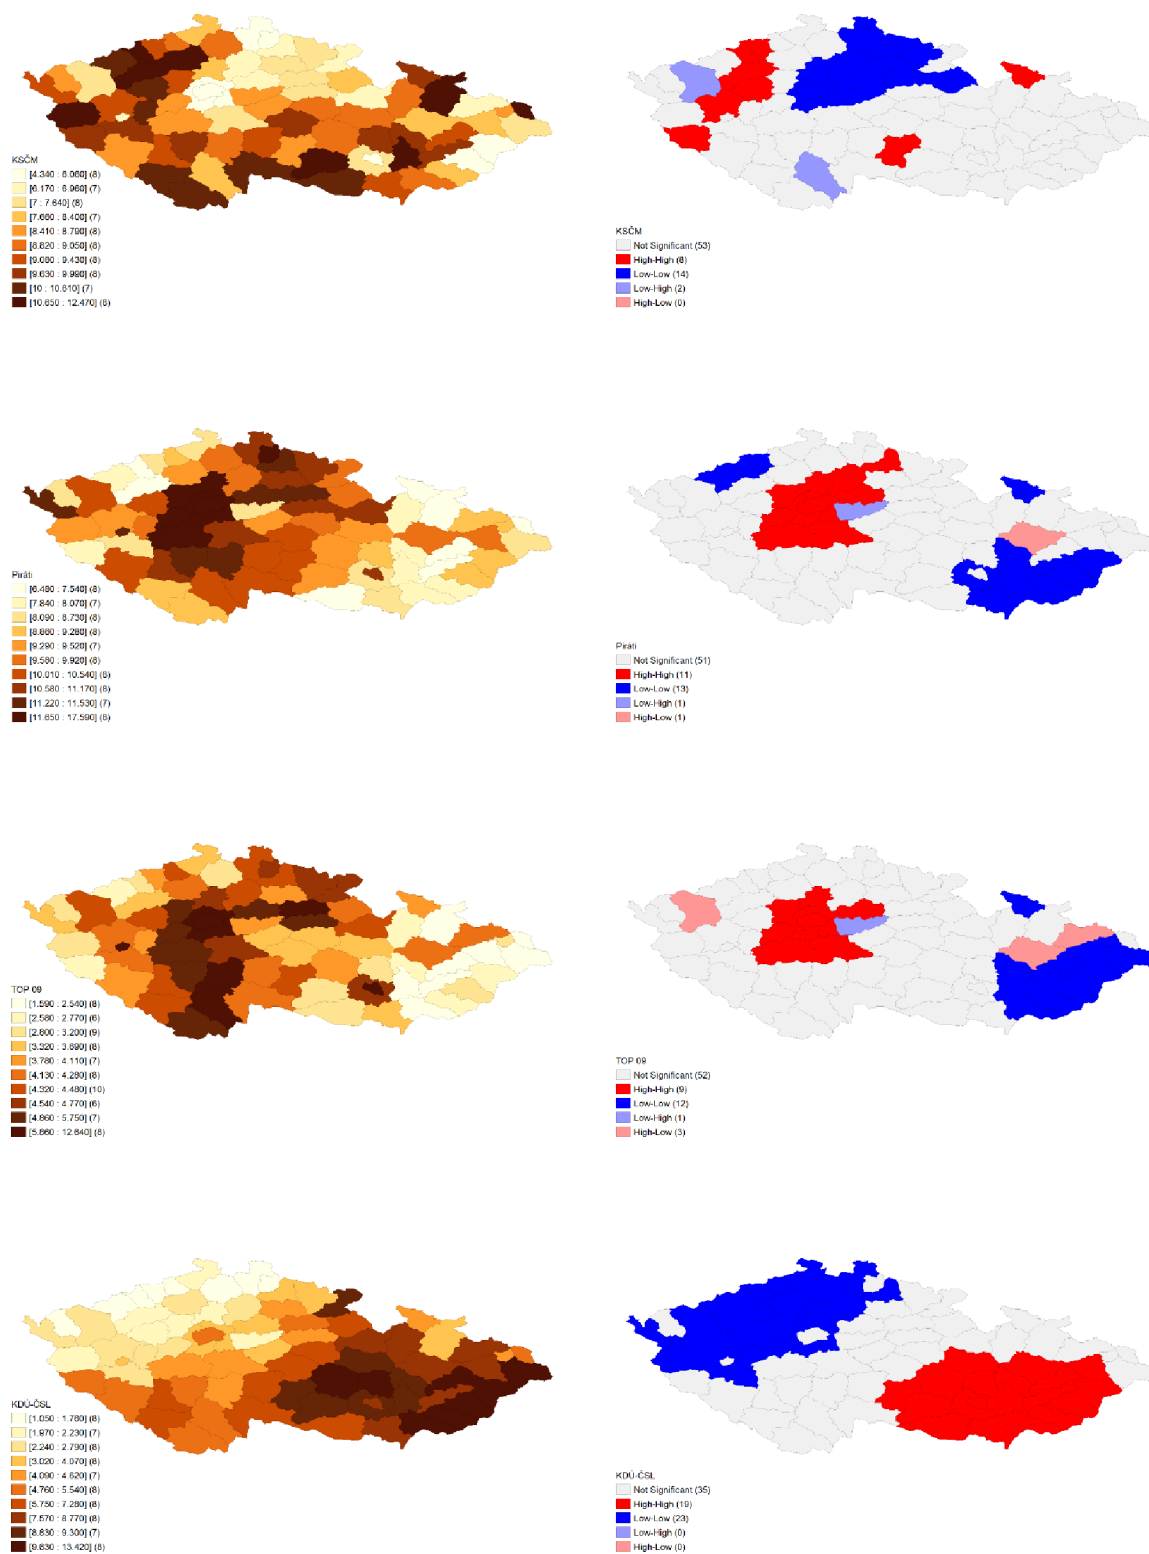 KSČM
[4.340 : 6.060] (8)
[6.170 : 6.960] (7)
[7 : 7.640] (8)
[7.660 : 8.400] (7)
[8.410 : 8.790] (8)
[8.820 : 9.050] (8)
[9.080 : 9.430] (8)
[9.630 : 9.990] (8)
[10 : 10.610] (7)
[10.650 : 12.470] (8)
KSČM
Not Significant (53)
High-High (8)
Low-Low (14)
Low-High (2)
High-Low (0)
Piráti
[6.480 : 7.540] (8)
[7.840 : 8.070] (7)
[8.090 : 8.730] (8)
[8.860 : 9.280] (8)
[9.290 : 9.520] (7)
[9.580 : 9.920] (8)
[10.010 : 10.540] (8)
[10.580 : 11.170] (8)
[11.220 : 11.530] (7)
[11.650 : 17.590] (8)
Piráti
Not Significant (51)
High-High (11)
Low-Low (13)
Low-High (1)
High-Low (1)
TOP 09
[1.590 : 2.540] (8)
[2.580 : 2.770] (6)
[2.800 : 3.200] (9)
[3.320 : 3.690] (8)
[3.780 : 4.110] (7)
[4.130 : 4.280] (8)
[4.320 : 4.480] (10)
[4.540 : 4.770] (6)
[4.860 : 5.750] (7)
[5.860 : 12.640] (8)
TOP 09
Not Significant (52)
High-High (9)
Low-Low (12)
Low-High (1)
High-Low (3)
KDU-ČSL
[1.050 : 1.780] (8)
[1.970 : 2.230] (7)
[2.240 : 2.790] (8)
[3.020 : 4.070] (8)
[4.090 : 4.620] (7)
[4.760 : 5.540] (8)
[5.750 : 7.280] (8)
[7.570 : 8.770] (8)
[8.830 : 9.300] (7)
[9.830 : 13.420] (8)
KDU-ČSL
Not Significant (35)
High-High (19)
Low-Low (23)
Low-High (0)
High-Low (0)